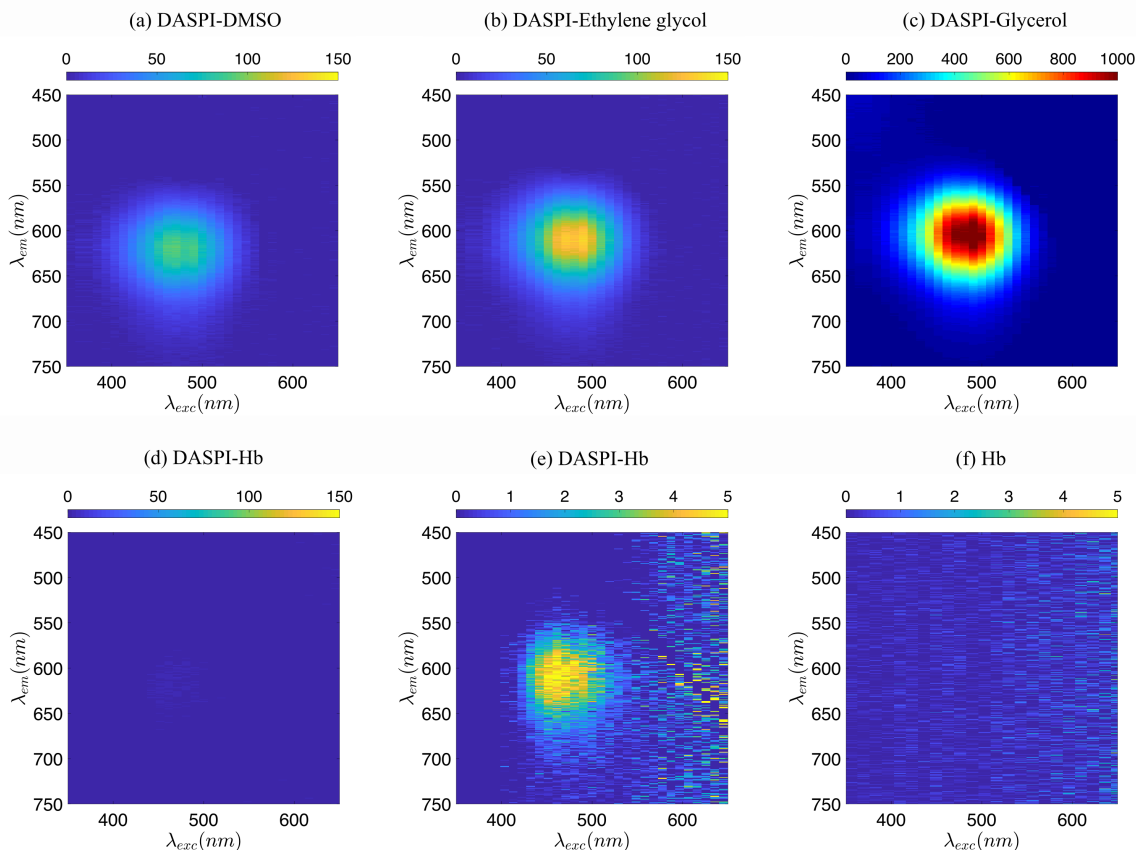 (a) DASPI-DMSO (b) DASPI-Ethylene glycol (c) DASPI-Glycerol
0 50 100 150 0 50 100 150 0 200 400 600 800 1000
450 450 450
500 500 500
550 550 550
600 600 600
650 650 650
700 700 700
750 750 750
λem(nm) λem(nm) λem(nm)
400 500 600 400 500 600 400 500 600
λexc(nm) λexc(nm) λexc(nm)
(d) DASPI-Hb (e) DASPI-Hb (f) Hb
0 50 100 150 0 1 2 3 4 5 0 1 2 3 4 5
450 450 450
500 500 500
550 550 550
600 600 600
650 650 650
700 700 700
750 750 750
λem(nm) λem(nm) λem(nm)
400 500 600 400 500 600 400 500 600
λexc(nm) λexc(nm) λexc(nm)